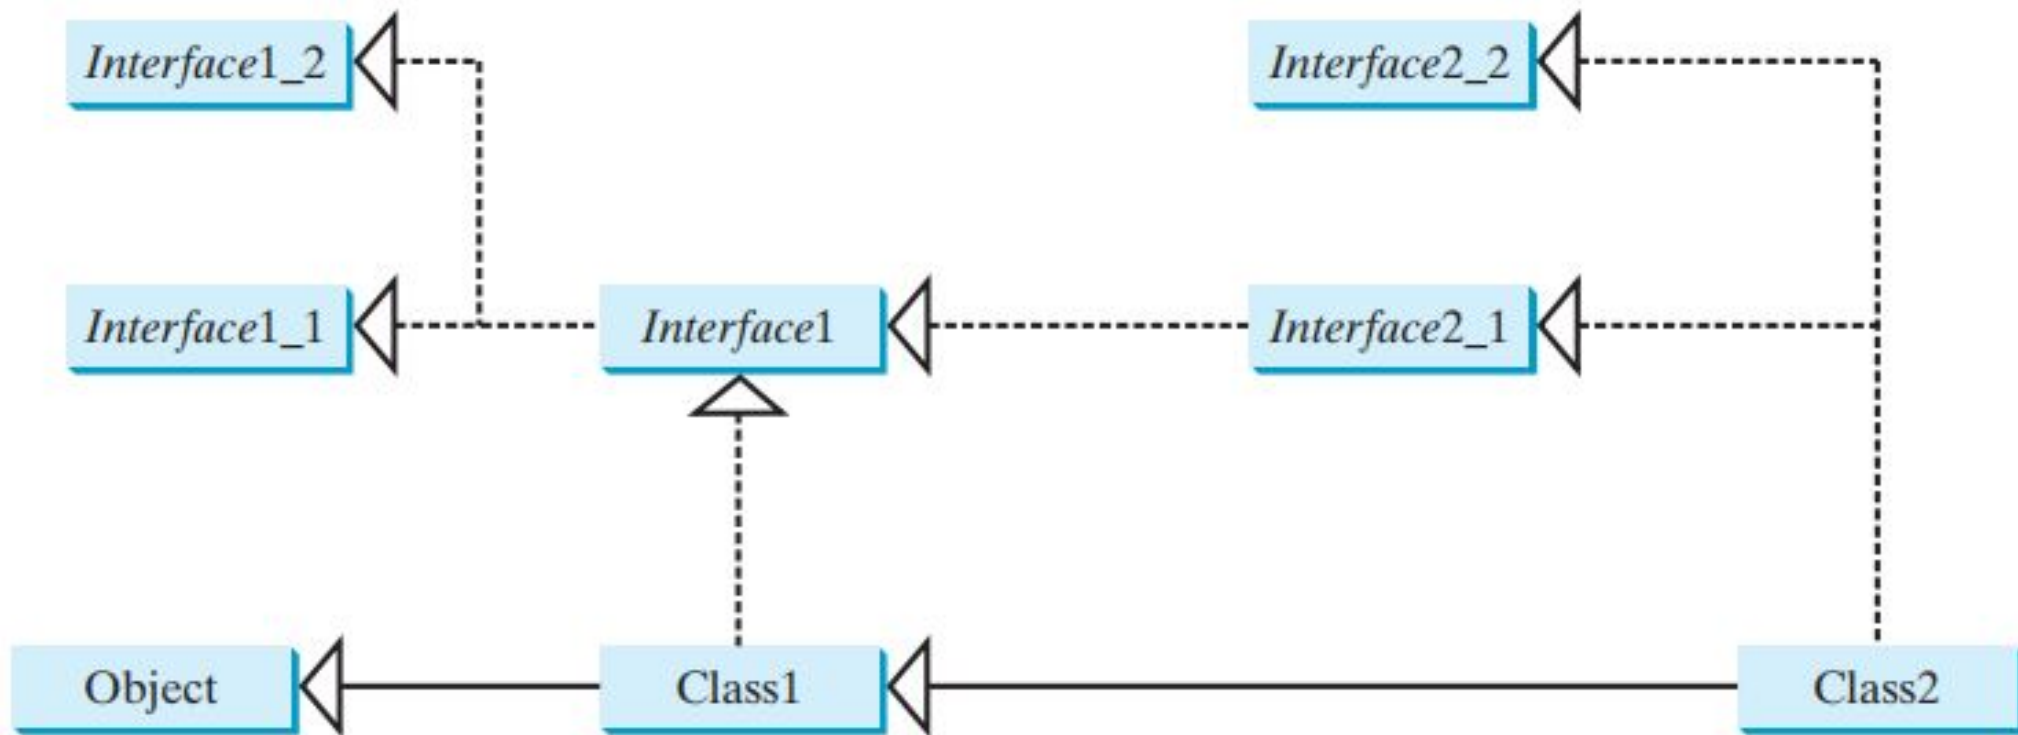 Interface1_2
Interface2_2
Interface1_1
Interface1
Interface2_1
Object
Class1
Class2